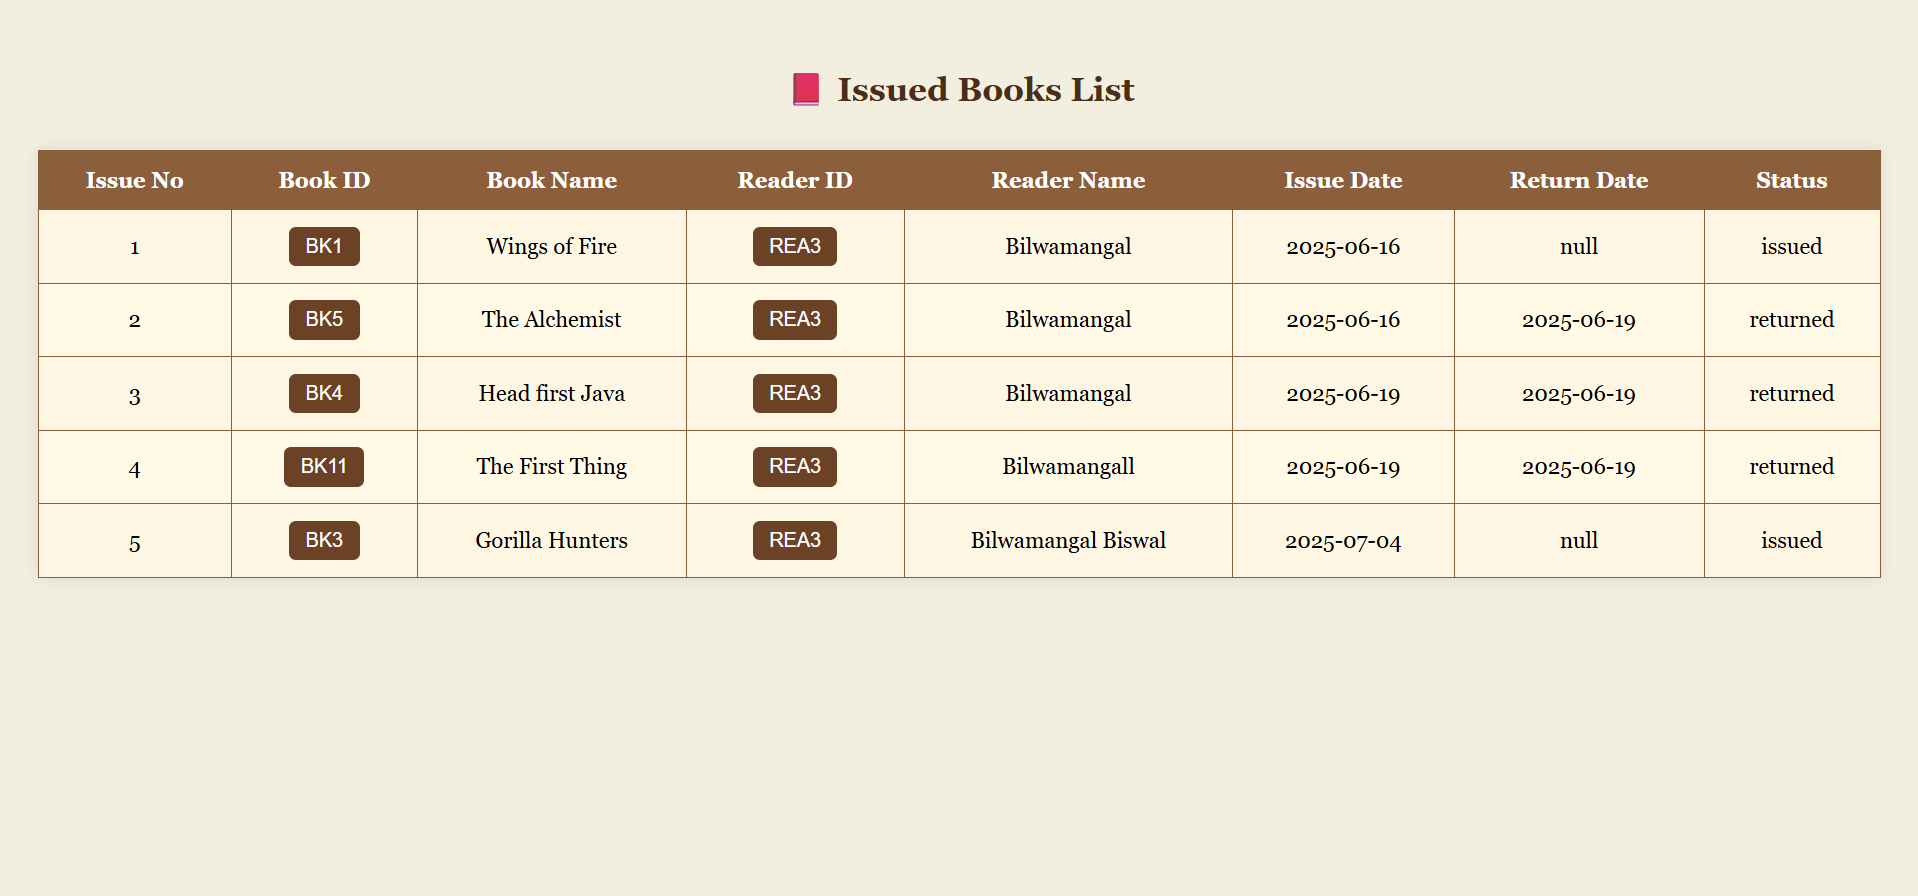 Issued Books List
Issue No Book ID Book Name Reader ID Reader Name Issue Date Return Date Status
1 BK1 Wings of Fire REA3 Bilwamangal 2025-06-16 null issued
2 BK5 The Alchemist REA3 Bilwamangal 2025-06-16 2025-06-19 returned
3 BK4 Head first Java REA3 Bilwamangal 2025-06-19 2025-06-19 returned
4 BK11 The First Thing REA3 Bilwamangall 2025-06-19 2025-06-19 returned
5 BK3 Gorilla Hunters REA3 Bilwamangal Biswal 2025-07-04 null issued